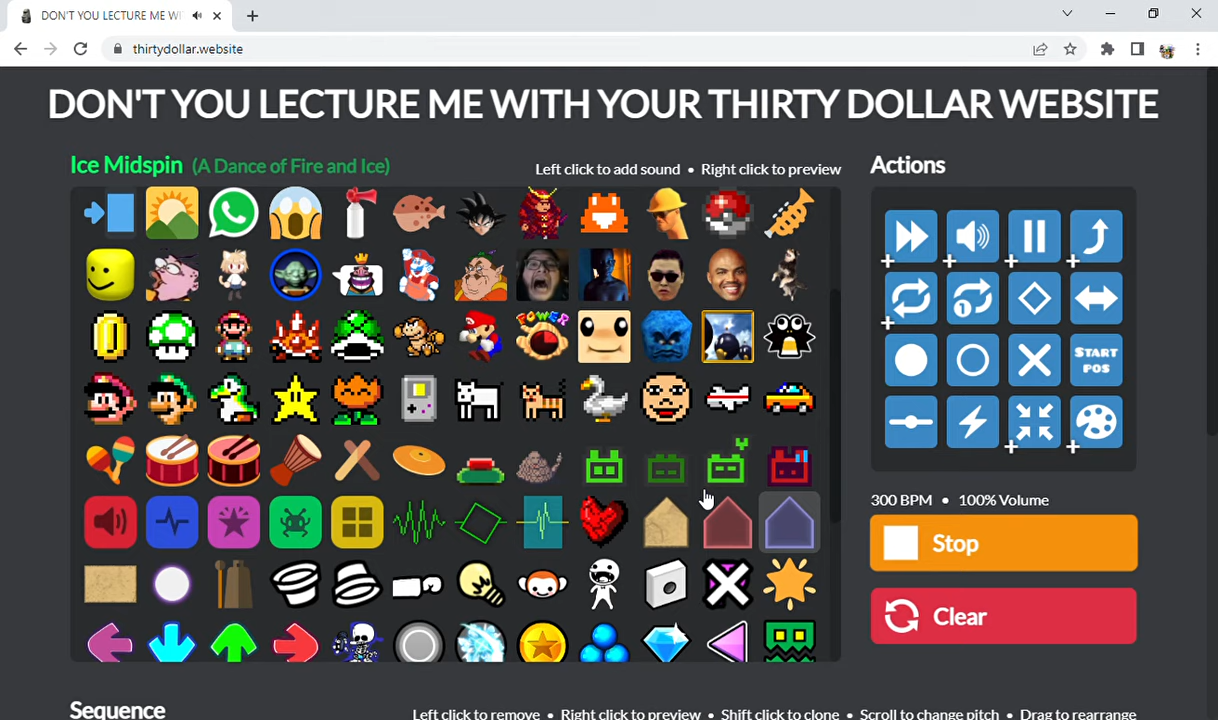 DON'T YOU LECTURE ME WI
thirtydollar.website
DON'T YOU LECTURE ME WITH YOUR THIRTY DOLLAR WEBSITE
Ice Midspin (A Dance of Fire and Ice)
Left click to add sound • Right click to preview
Actions
POWER
START POS
300 BPM • 100% Volume
Stop
Clear
Sequence
Left click to remove • Right click to preview • Shift click to clone • Scroll to change pitch • Drag to rearrange